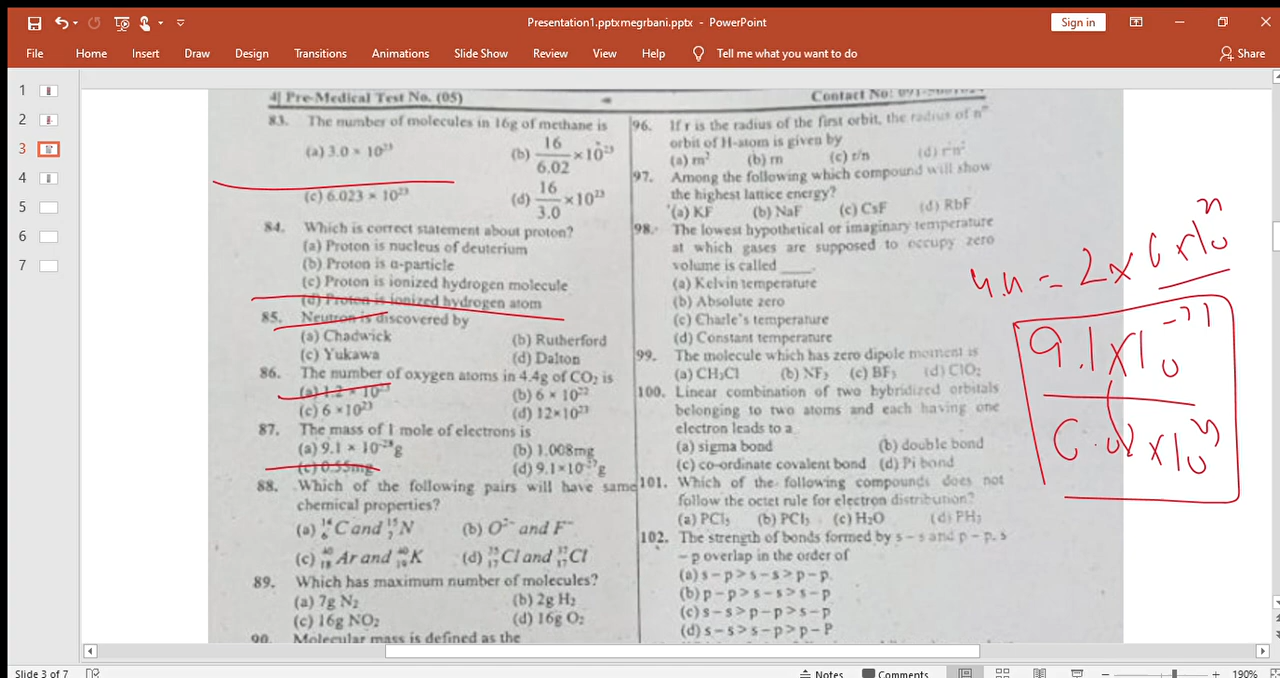 Presentation1.pptxmegrbani.pptx - PowerPoint
Sign in
File Home Insert Draw Design Transitions Animations Slide Show Review View Help Tell me what you want to do
Share
1
2
3
4
5
6
7
4| Pre-Medical Test No. (05)
Contact No: 091-
83. The number of molecules in 16g of methane is
(a) 3.0 × 10²³ (b) 16/6.02 × 10²³
(c) 6.023 × 10²³ (d) 16/3.0 × 10²³
84. Which is correct statement about proton?
(a) Proton is nucleus of deuterium
(b) Proton is α-particle
(c) Proton is ionized hydrogen molecule
(d) Proton is ionized hydrogen atom
85. Neutron is discovered by
(a) Chadwick (b) Rutherford
(c) Yukawa (d) Dalton
86. The number of oxygen atoms in 4.4g of CO₂ is
(a) 1.2 × 10²³ (b) 6 × 10²²
(c) 6 ×10²³ (d) 12×10²³
87. The mass of 1 mole of electrons is
(a) 9.1 × 10⁻²⁸g (b) 1.008mg
(c) 0.55mg (d) 9.1×10⁻²⁷g
88. Which of the following pairs will have same
chemical properties?
(a) ¹⁴₆C and ¹⁵₇N (b) O²⁻ and F⁻
(c) ⁴⁰₁₈Ar and ⁴⁰₁₉K (d) ³⁵₁₇Cl and ³⁷₁₇Cl
89. Which has maximum number of molecules?
(a) 7g N₂ (b) 2g H₂
(c) 16g NO₂ (d) 16g O₂
90. Molecular mass is defined as the
96. If r is the radius of the first orbit, the radius of nᵗʰ
orbit of H-atom is given by
(a) rn² (b) rn (c) r/n (d) r²n²
97. Among the following which compound will show
the highest lattice energy?
(a) KF (b) NaF (c) CsF (d) RbF
98. The lowest hypothetical or imaginary temperature
at which gases are supposed to occupy zero
volume is called ____.
(a) Kelvin temperature
(b) Absolute zero
(c) Charle's temperature
(d) Constant temperature
99. The molecule which has zero dipole moment is
(a) CH₃Cl (b) NF₃ (c) BF₃ (d) ClO₂
100. Linear combination of two hybridized orbitals
belonging to two atoms and each having one
electron leads to a
(a) sigma bond (b) double bond
(c) co-ordinate covalent bond (d) Pi bond
101. Which of the following compounds does not
follow the octet rule for electron distribution?
(a) PCl₅ (b) PCl₃ (c) H₂O (d) PH₃
102. The strength of bonds formed by s – s and p – p, s
– p overlap in the order of
(a) s – p > s – s > p – p.
(b) p – p > s – s > s – p
(c) s – s > p – p > s – p
(d) s – s > s – p > p – P
4.4 = 2 × 6 × 10
9.1 × 10
6.02 × 10
Slide 3 of 7
Notes Comments
190%